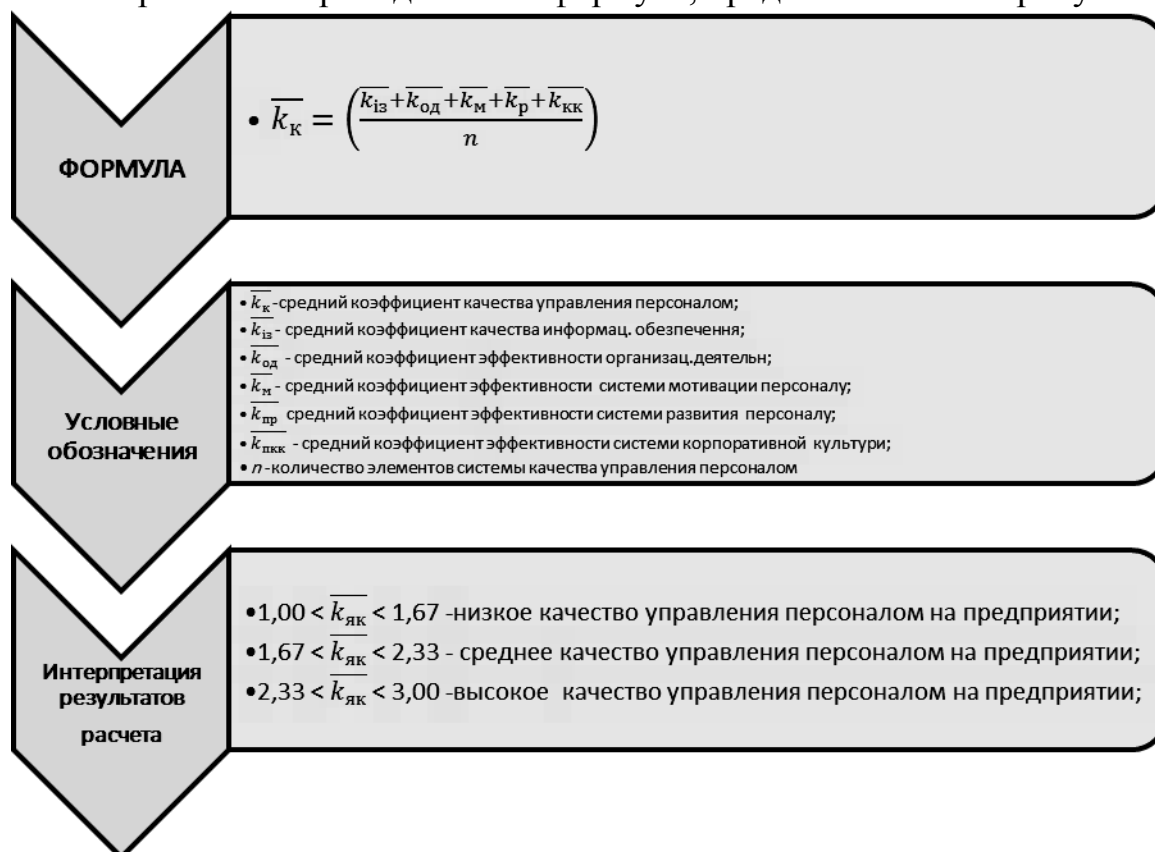 ФОРМУЛА
• k̅к = (k̅із+k̅од+k̅м+k̅р+k̅кк / n)
Условные
обозначения
• k̅к-средний коэффициент качества управления персоналом;
• k̅із- средний коэффициент качества информац. обезпечення;
• k̅од - средний коэффициент эффективности организац.деятельн;
• k̅м- средний коэффициент эффективности системи мотивации персоналу;
• k̅пр средний коэффициент эффективности системи развития персоналу;
• k̅пкк - средний коэффициент эффективности системи корпоративной культури;
• n-количество элементов системы качества управления персоналом
Интерпретация
результатов
расчета
•1,00 < k̅як < 1,67 -низкое качество управления персоналом на предприятии;
•1,67 < k̅як < 2,33 - среднее качество управления персоналом на предприятии;
•2,33 < k̅як < 3,00 -высокое качество управления персоналом на предприятии;